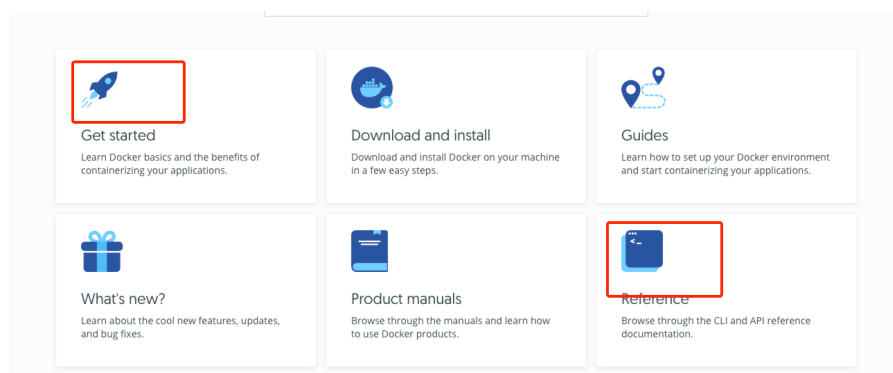 Get started
Learn Docker basics and the benefits of
containerizing your applications.
Download and install
Download and install Docker on your machine
in a few easy steps.
Guides
Learn how to set up your Docker environment
and start containerizing your applications.
What's new?
Learn about the cool new features, updates,
and bug fixes.
Product manuals
Browse through the manuals and learn how
to use Docker products.
Reference
Browse through the CLI and API reference
documentation.